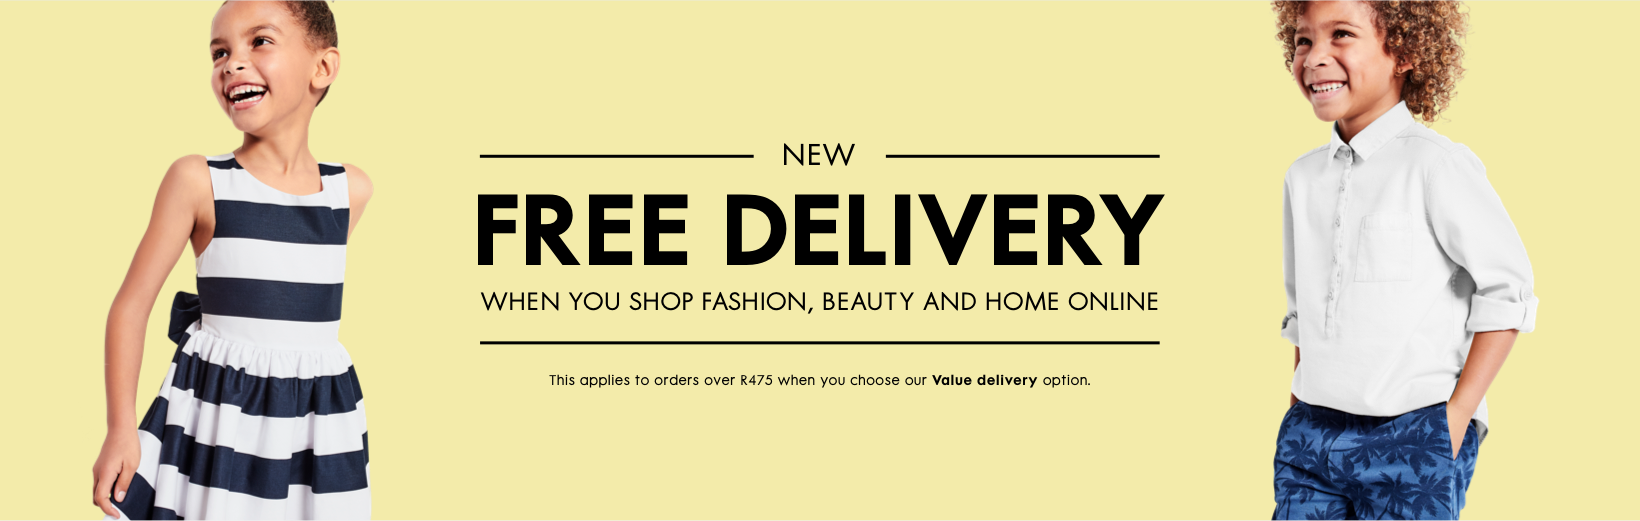 NEW
FREE DELIVERY
WHEN YOU SHOP FASHION, BEAUTY AND HOME ONLINE
This applies to orders over R475 when you choose our Value delivery option.